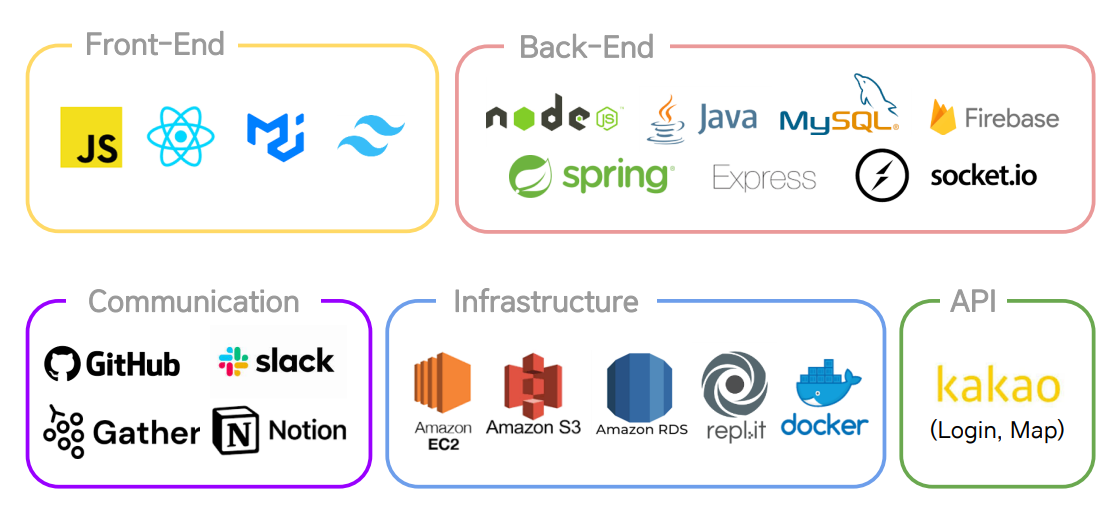 Front-End
JS
Back-End
node JS
Java
MySQL
Firebase
spring
Express
socket.io
Communication
GitHub
slack
Gather
Notion
Infrastructure
Amazon
EC2
Amazon S3
Amazon RDS
repl:it
docker
API
kakao
(Login, Map)